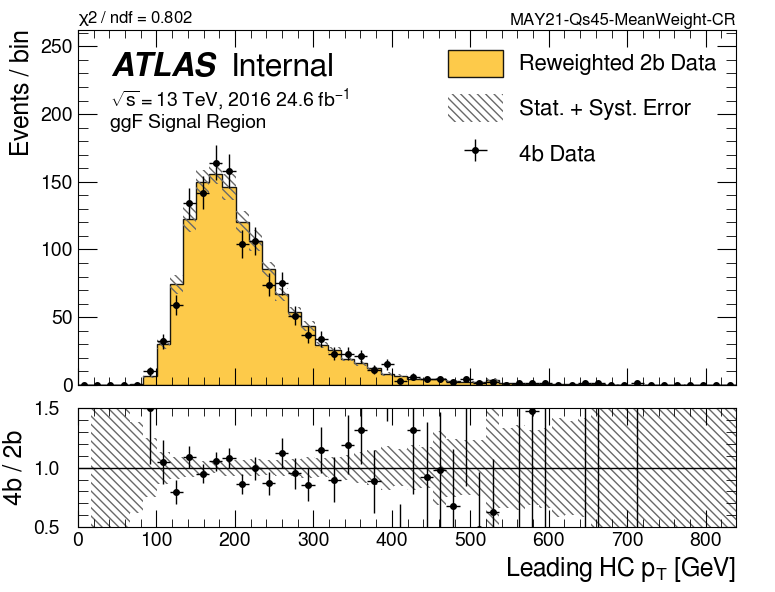 χ2 / ndf = 0.802
MAY21-Qs45-MeanWeight-CR
Events / bin
250
200
150
100
50
0
ATLAS Internal
√s = 13 TeV, 2016 24.6 fb⁻¹
ggF Signal Region
Reweighted 2b Data
Stat. + Syst. Error
4b Data
4b / 2b
1.5
1.0
0.5
0 100 200 300 400 500 600 700 800
Leading HC p_T [GeV]